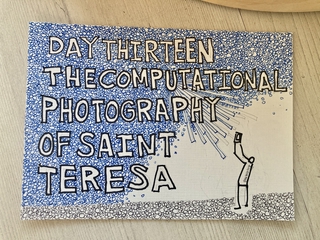 DAY THIRTEEN
THE COMPUTATIONAL
PHOTOGRAPHY
OF SAINT
TERESA